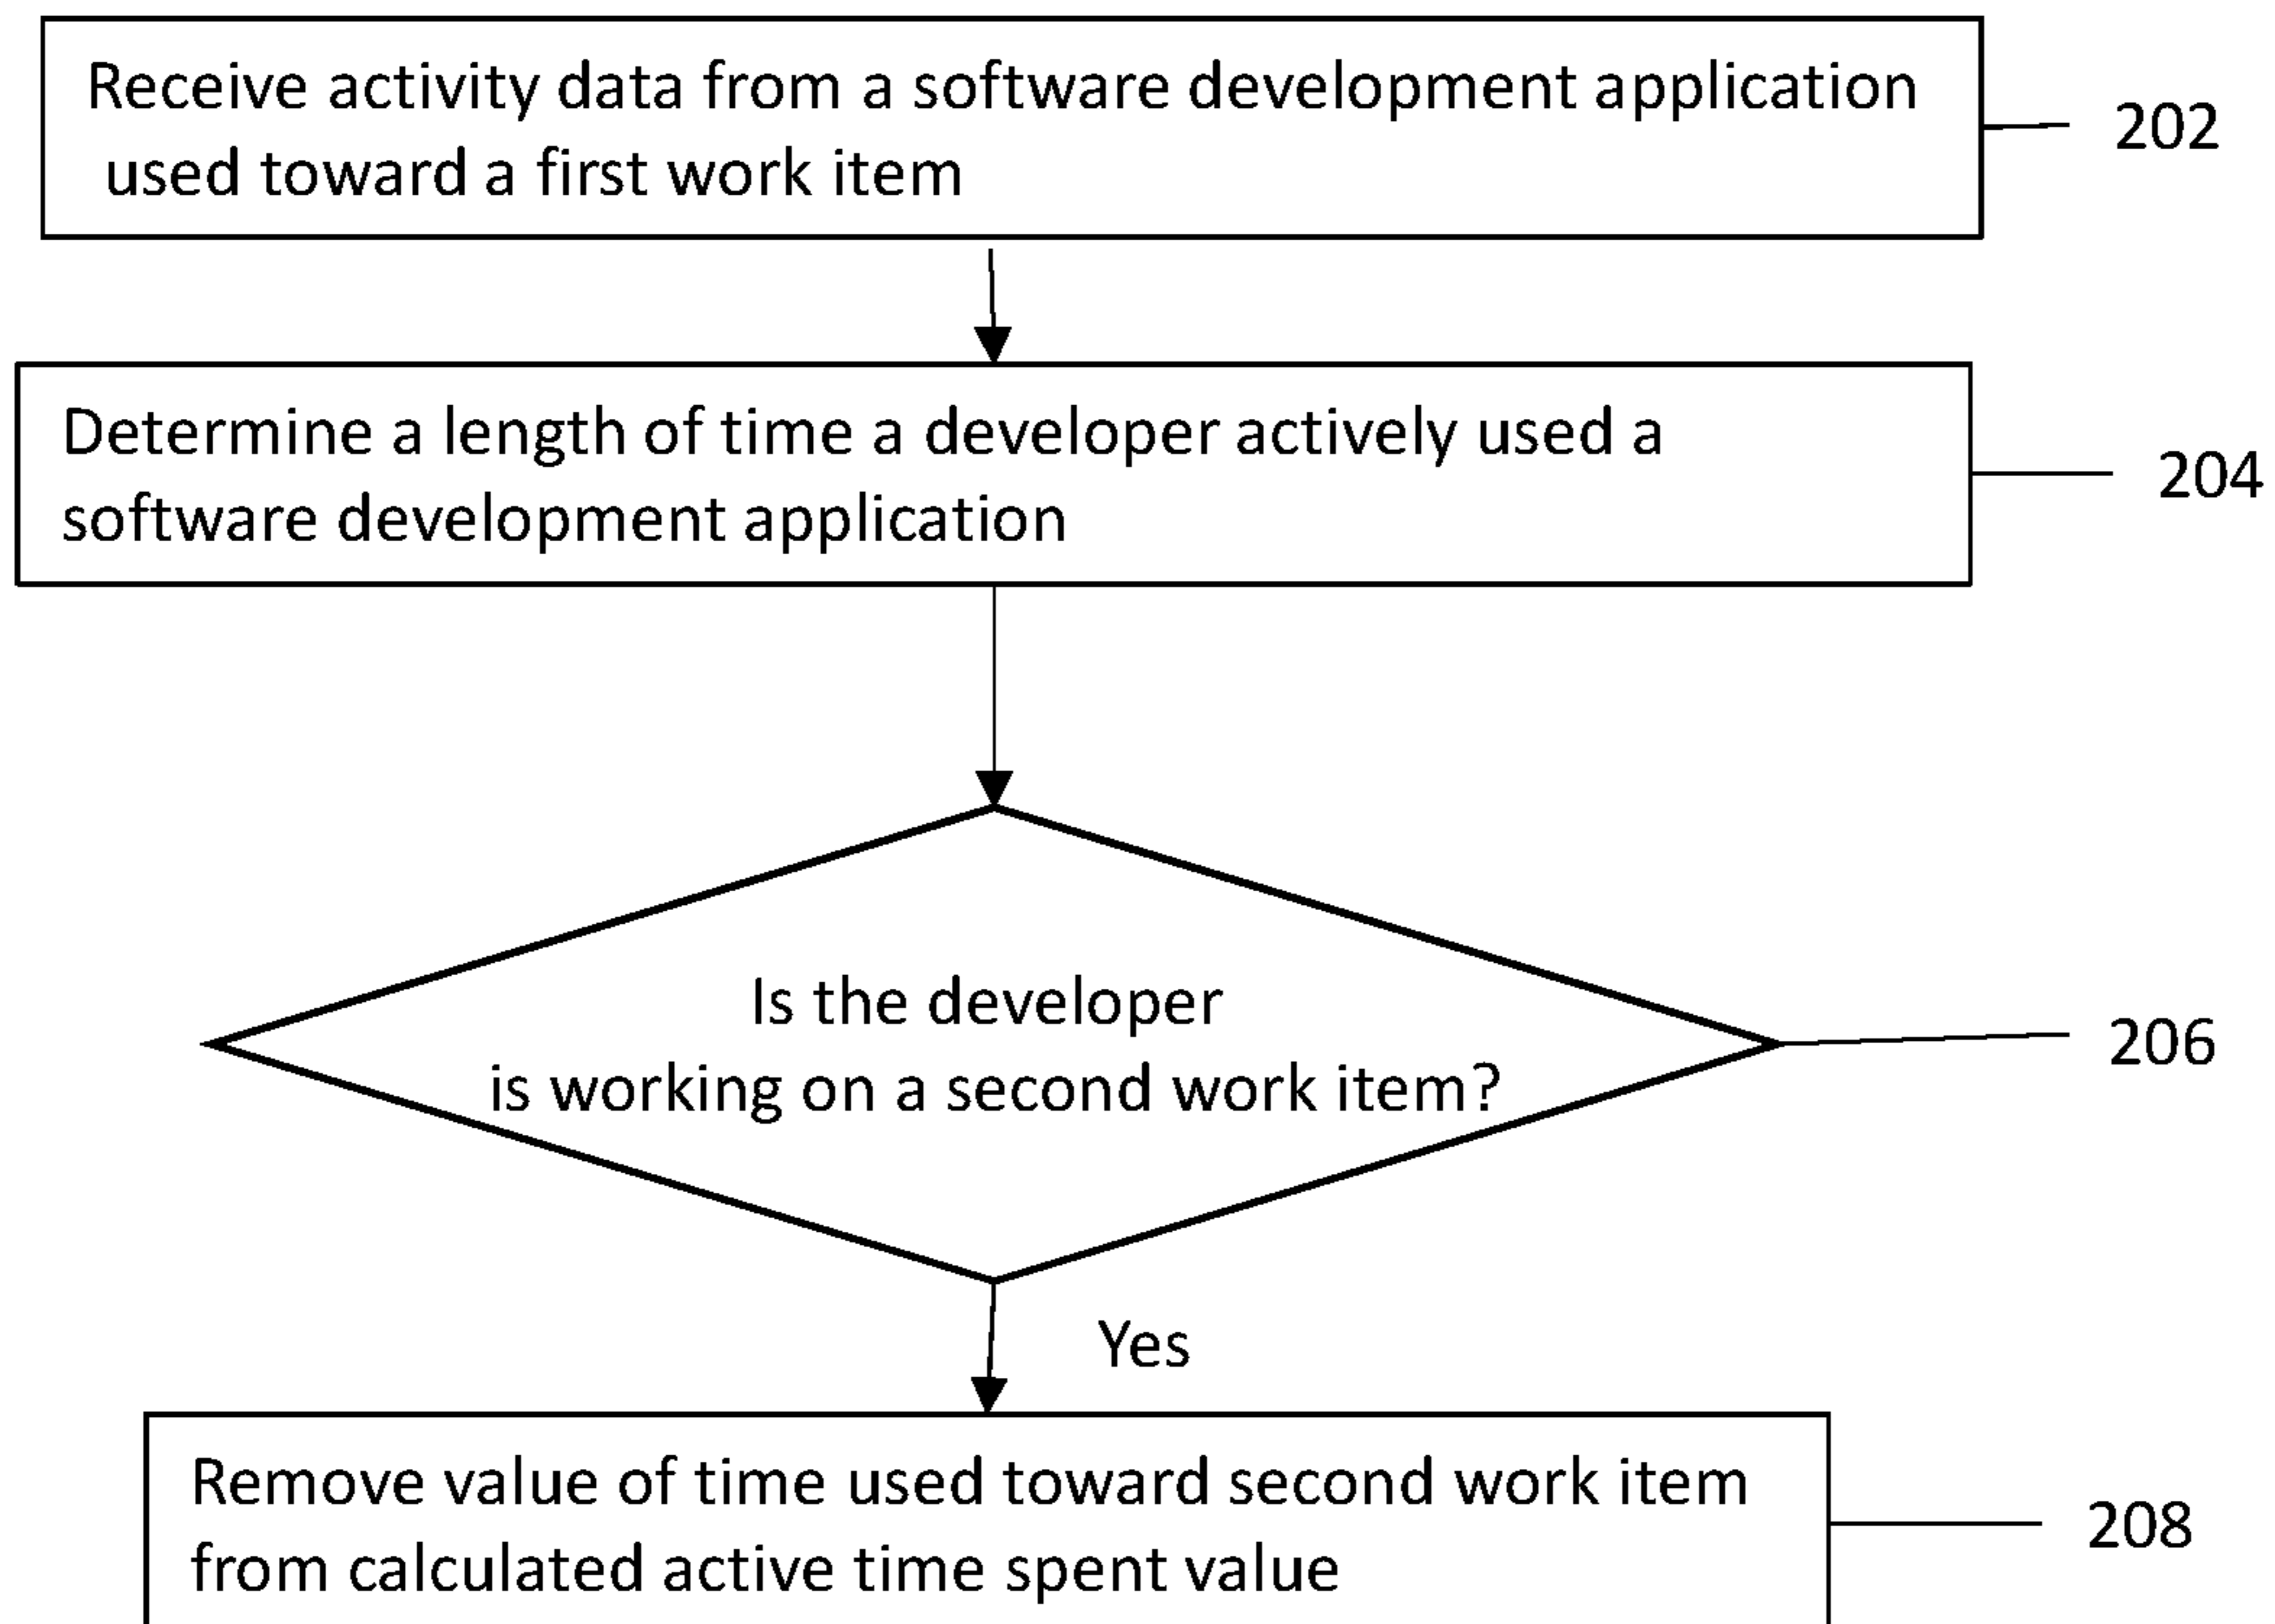 Receive activity data from a software development application
used toward a first work item
202
Determine a length of time a developer actively used a
software development application
204
Is the developer
is working on a second work item?
206
Yes
Remove value of time used toward second work item
from calculated active time spent value
208